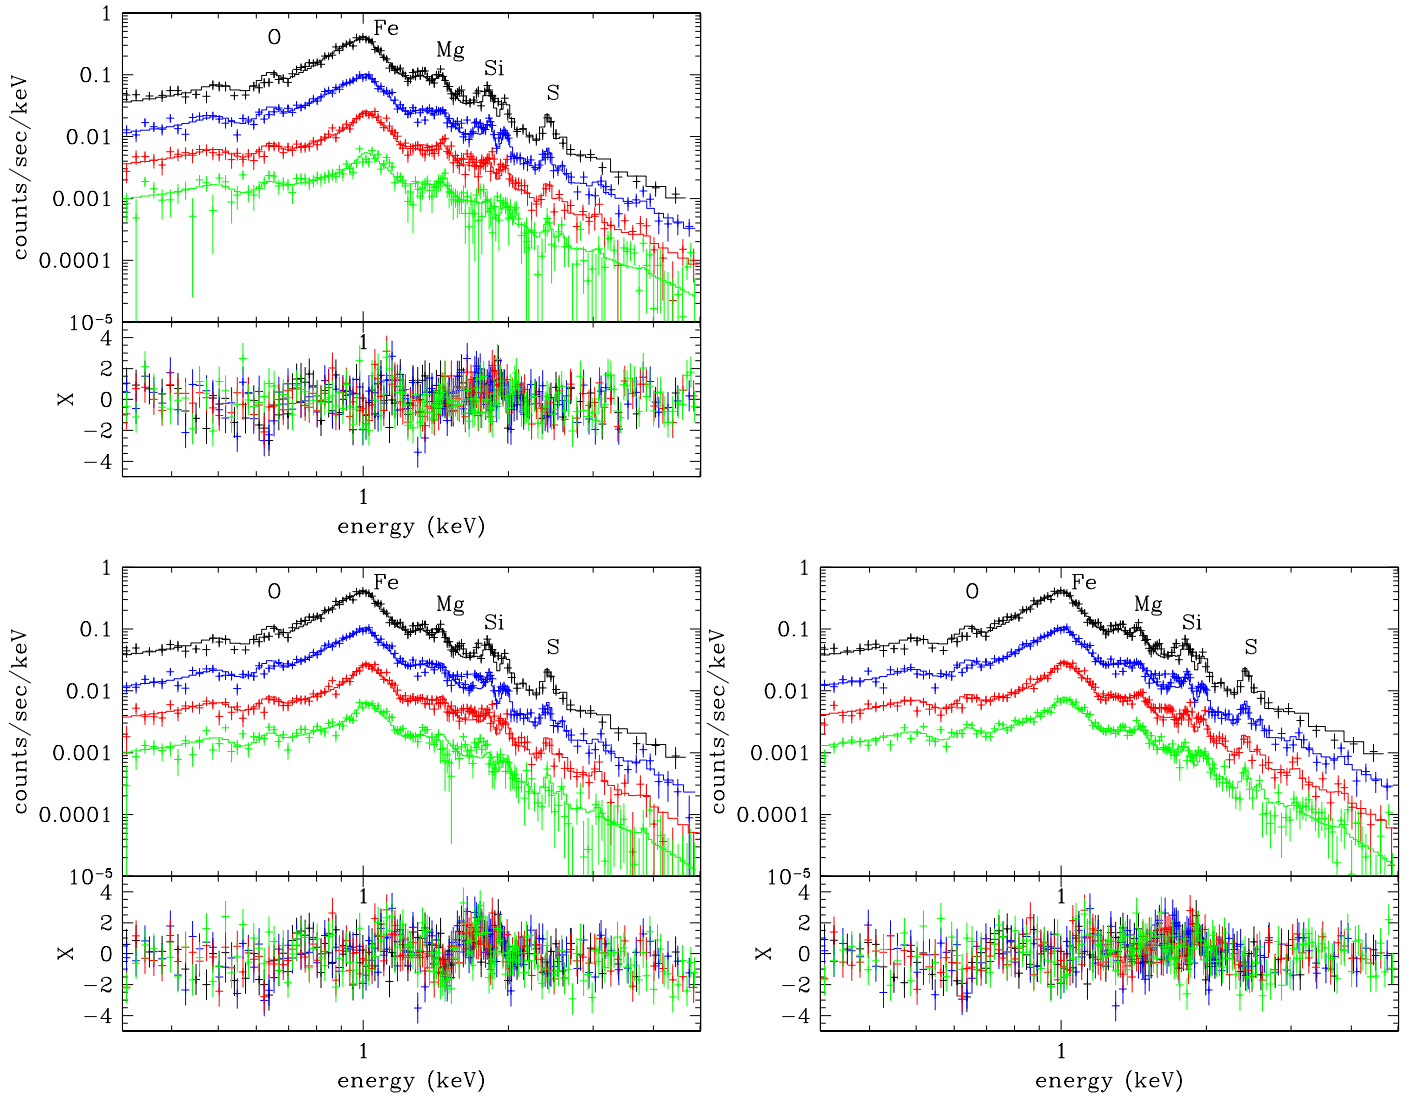 1
0.1
0.01
0.001
0.0001
10⁻⁵
counts/sec/keV
O
Fe
Mg
Si
S
1
4
2
0
−2
−4
X
1
energy (keV)
1
0.1
0.01
0.001
0.0001
10⁻⁵
counts/sec/keV
O
Fe
Mg
Si
S
1
4
2
0
−2
−4
X
1
energy (keV)
1
0.1
0.01
0.001
0.0001
10⁻⁵
counts/sec/keV
O
Fe
Mg
Si
S
1
4
2
0
−2
−4
X
1
energy (keV)